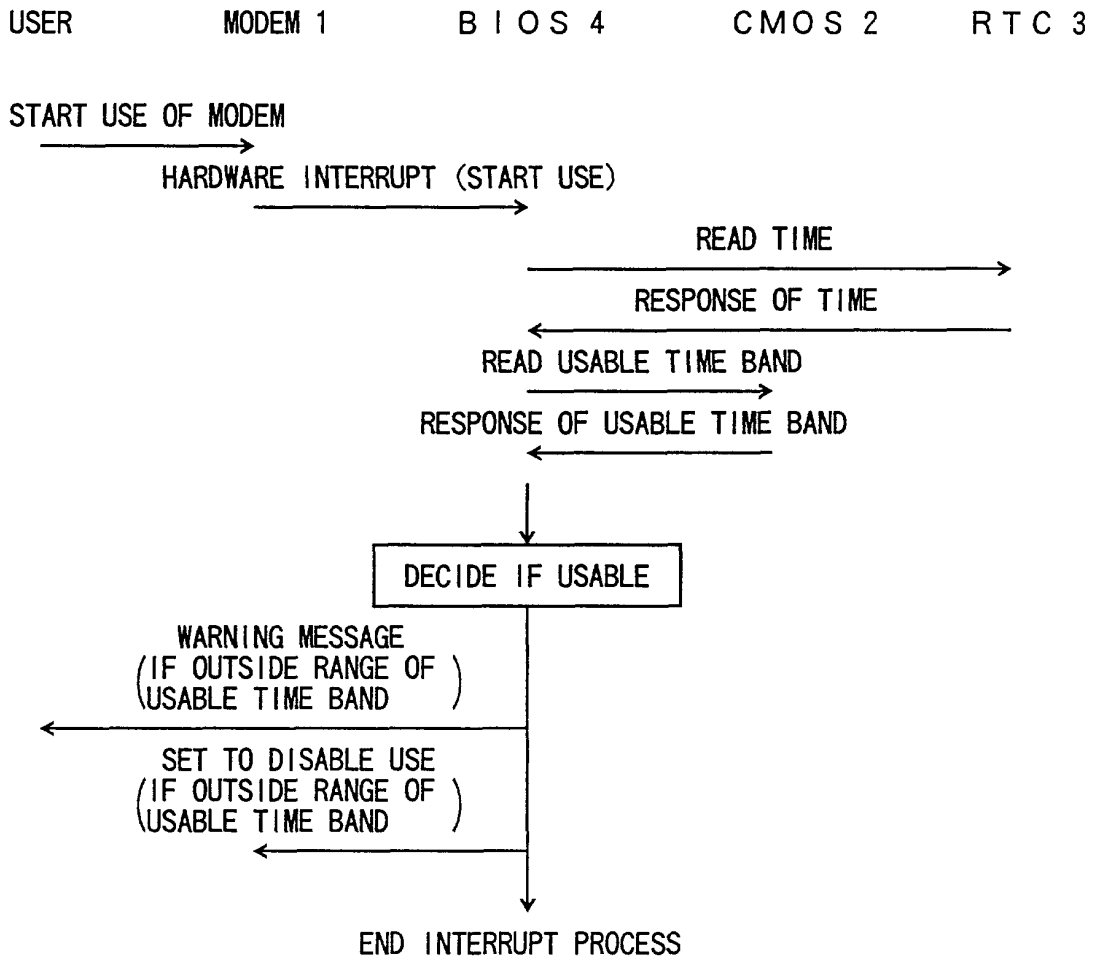 USER MODEM 1 BIOS 4 CMOS 2 RTC 3
START USE OF MODEM
HARDWARE INTERRUPT (START USE)
READ TIME
RESPONSE OF TIME
READ USABLE TIME BAND
RESPONSE OF USABLE TIME BAND
DECIDE IF USABLE
WARNING MESSAGE
(IF OUTSIDE RANGE OF
USABLE TIME BAND)
SET TO DISABLE USE
(IF OUTSIDE RANGE OF
USABLE TIME BAND)
END INTERRUPT PROCESS